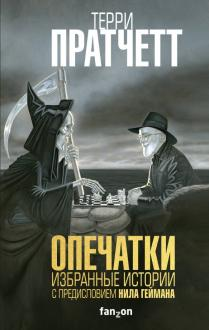 ТЕРРИ
ПРАТЧЕТТ
ОПЕЧАТКИ
ИЗБРАННЫЕ ИСТОРИИ
С ПРЕДИСЛОВИЕМ НИЛА ГЕЙМАНА
fanzon